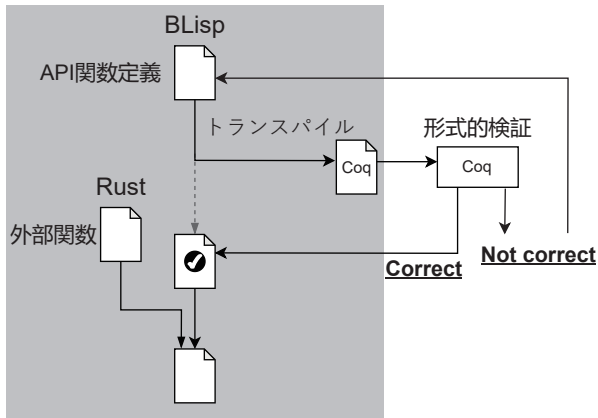 BLisp
API関数定義
トランスパイル
形式的検証
Coq
Coq
Rust
外部関数
Correct
Not correct